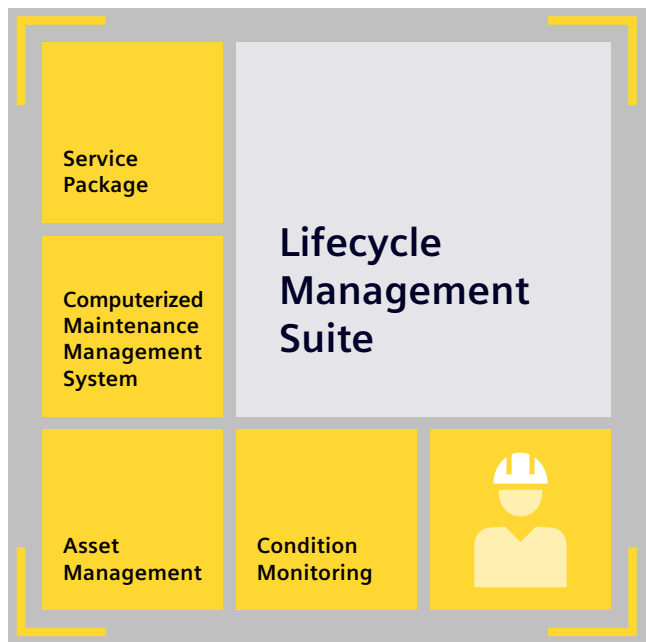 Service
Package
Lifecycle
Management
Suite
Computerized
Maintenance
Management
System
Asset
Management
Condition
Monitoring